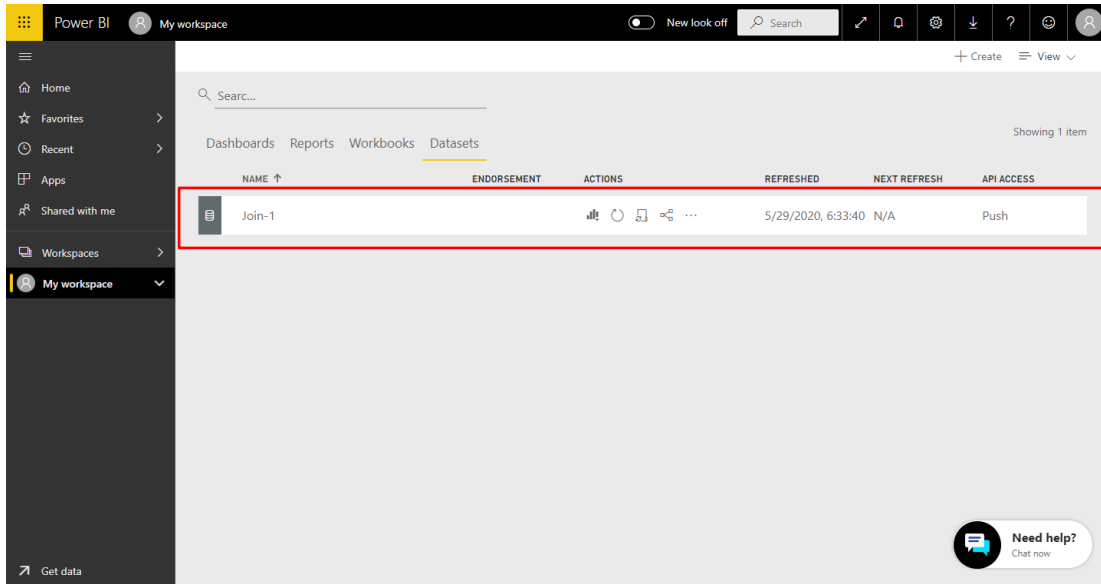 Power BI My workspace New look off Search ?
+ Create View
Home
Favorites
Recent
Apps
Shared with me
Workspaces
My workspace
Get data
Searc...
Showing 1 item
Dashboards Reports Workbooks Datasets
NAME ↑ ENDORSEMENT ACTIONS REFRESHED NEXT REFRESH API ACCESS
Join-1 ... 5/29/2020, 6:33:40 N/A Push
Need help?
Chat now